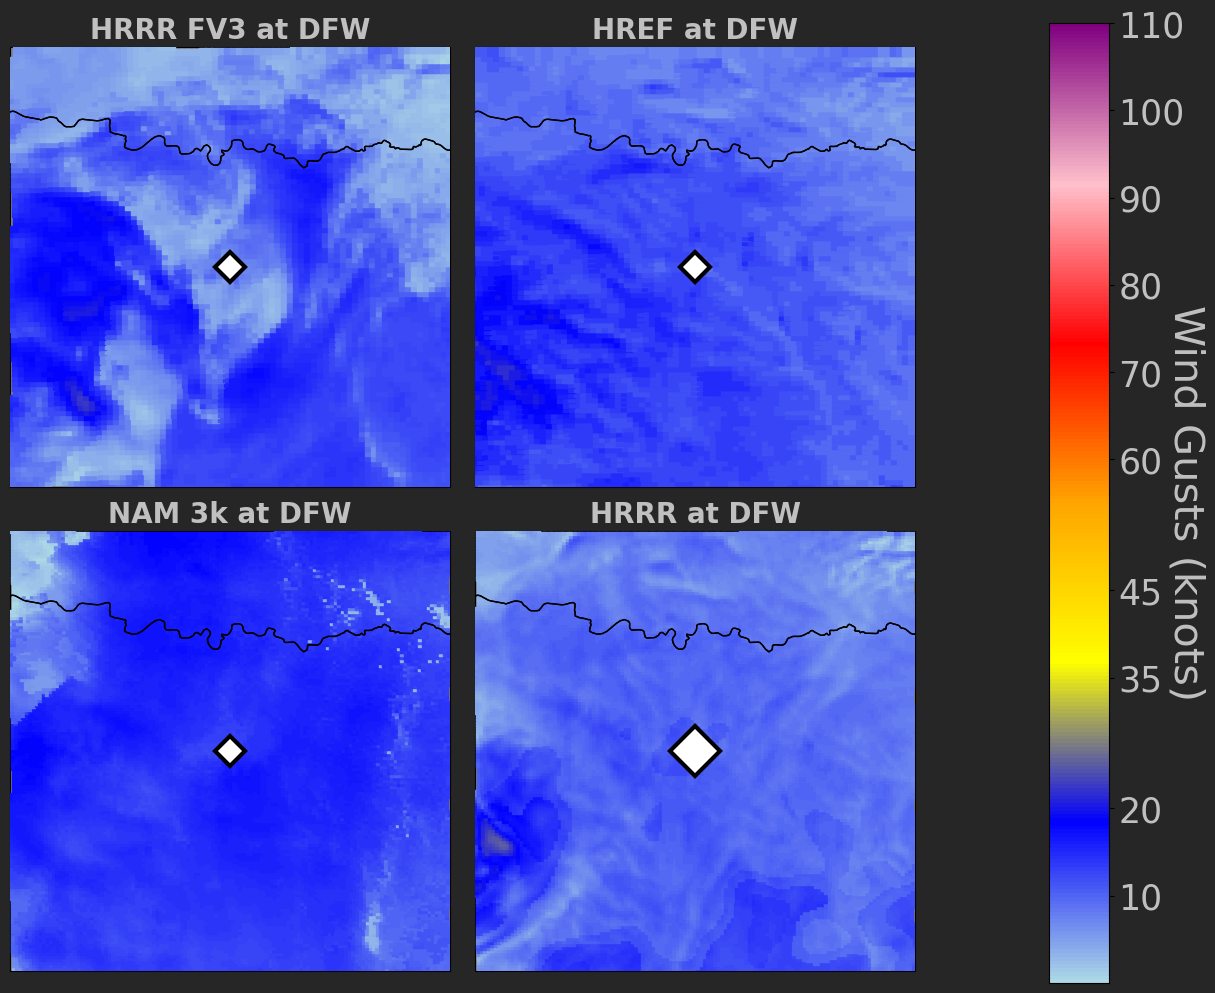 HRRR FV3 at DFW
HREF at DFW
NAM 3k at DFW
HRRR at DFW
110
100
90
80
70
60
45
35
20
10
Wind Gusts (knots)